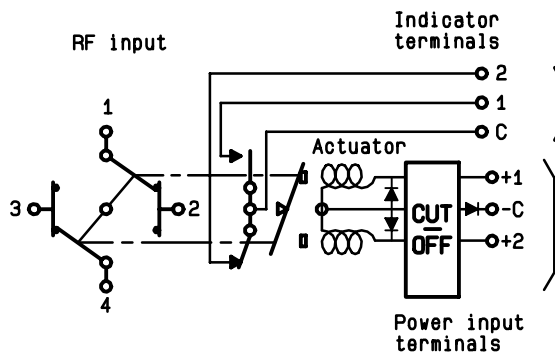 Indicator
terminals
RF input
2
1
C
1
Actuator
3
2
+1
-C
+2
CUT
OFF
4
Power input
terminals